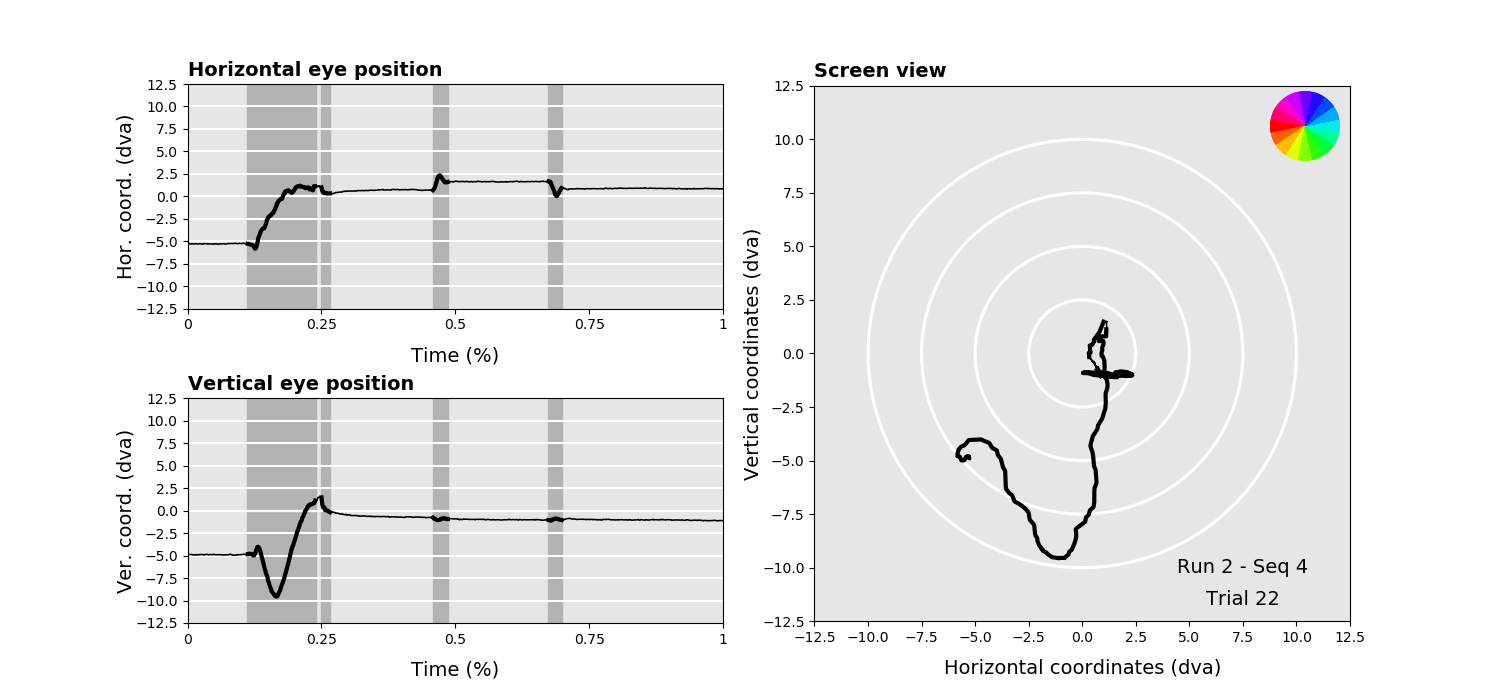 Horizontal eye position
Hor. coord. (dva)
12.5
10.0
7.5
5.0
2.5
0.0
−2.5
−5.0
−7.5
−10.0
−12.5
0 0.25 0.5 0.75 1
Time (%)
Vertical eye position
Ver. coord. (dva)
12.5
10.0
7.5
5.0
2.5
0.0
−2.5
−5.0
−7.5
−10.0
−12.5
0 0.25 0.5 0.75 1
Time (%)
Screen view
Vertical coordinates (dva)
12.5
10.0
7.5
5.0
2.5
0.0
−2.5
−5.0
−7.5
−10.0
−12.5
Run 2 - Seq 4
Trial 22
−12.5 −10.0 −7.5 −5.0 −2.5 0.0 2.5 5.0 7.5 10.0 12.5
Horizontal coordinates (dva)